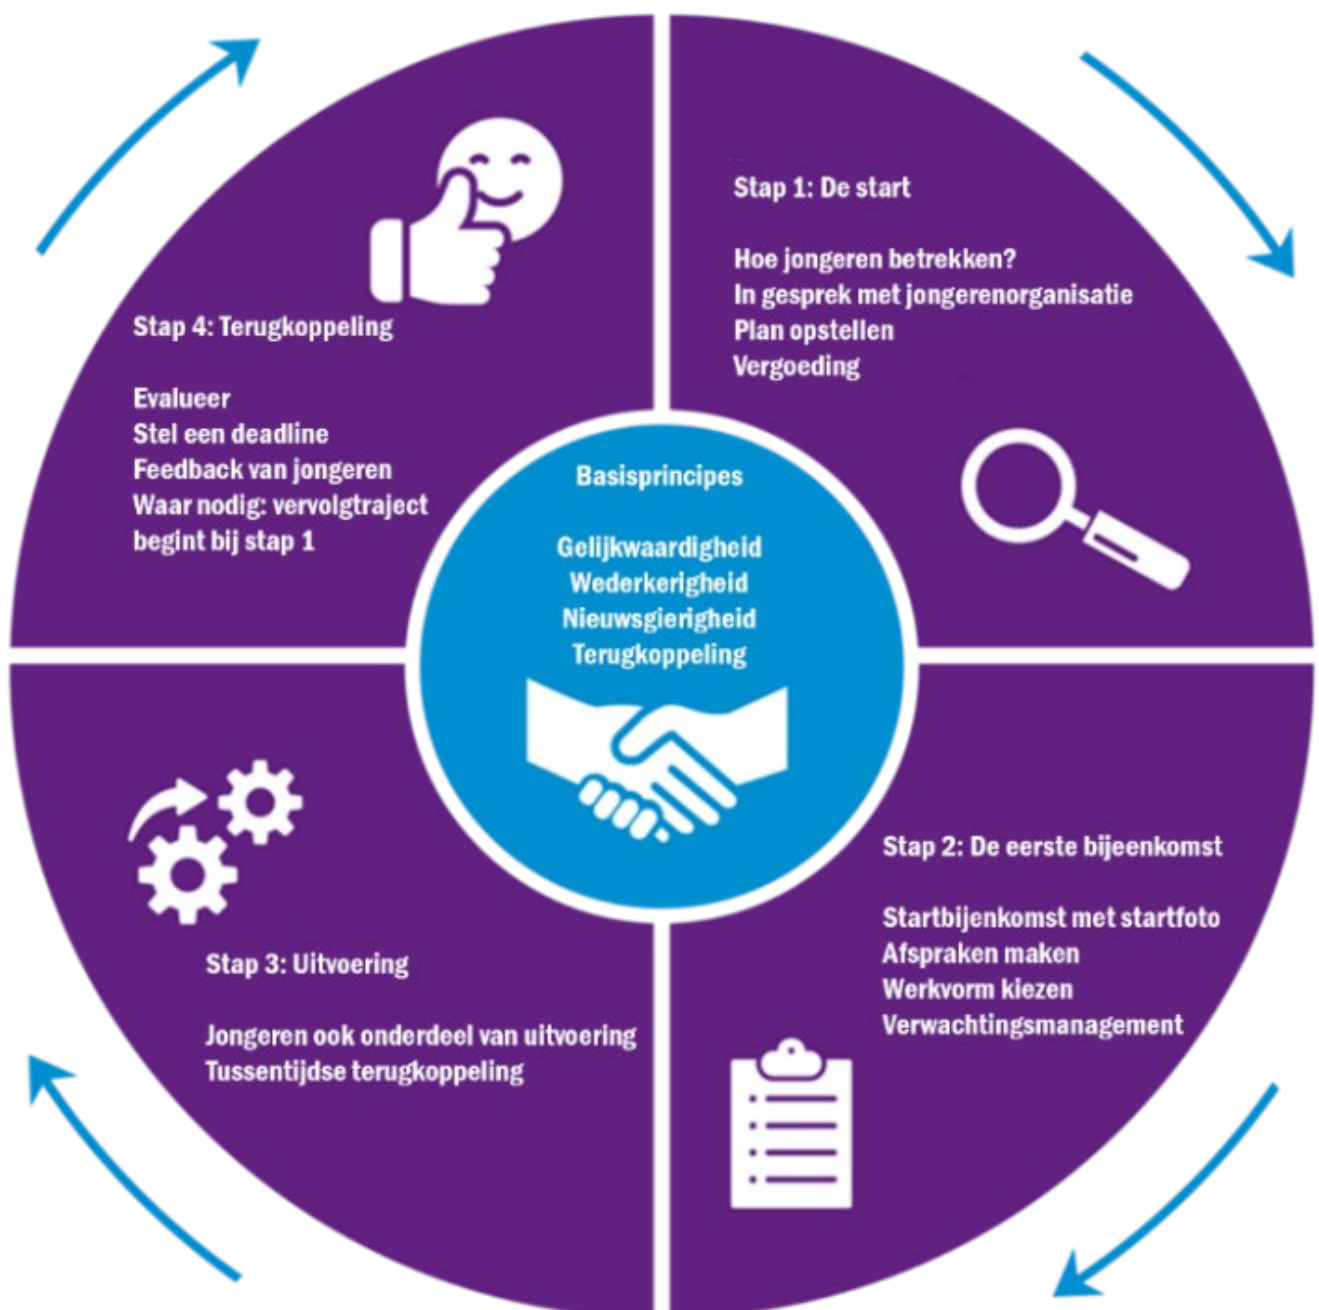 Stap 1: De start
Hoe jongeren betrekken?
In gesprek met jongerenorganisatie
Plan opstellen
Vergoeding
Stap 2: De eerste bijeenkomst
Startbijenkomst met startfoto
Afspraken maken
Werkvorm kiezen
Verwachtingsmanagement
Stap 3: Uitvoering
Jongeren ook onderdeel van uitvoering
Tussentijdse terugkoppeling
Stap 4: Terugkoppeling
Evalueer
Stel een deadline
Feedback van jongeren
Waar nodig: vervolgtraject
begint bij stap 1
Basisprincipes
Gelijkwaardigheid
Wederkerigheid
Nieuwsgierigheid
Terugkoppeling